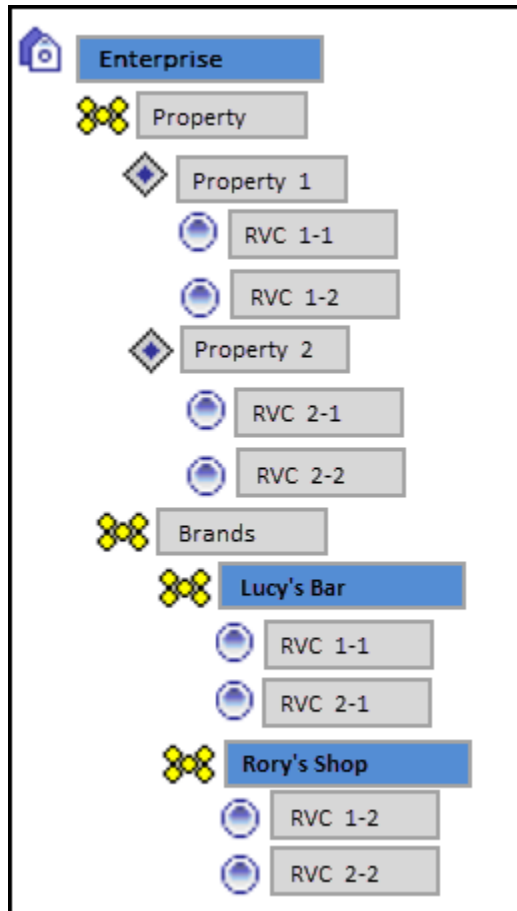 Enterprise
Property
Property 1
RVC 1-1
RVC 1-2
Property 2
RVC 2-1
RVC 2-2
Brands
Lucy's Bar
RVC 1-1
RVC 2-1
Rory's Shop
RVC 1-2
RVC 2-2